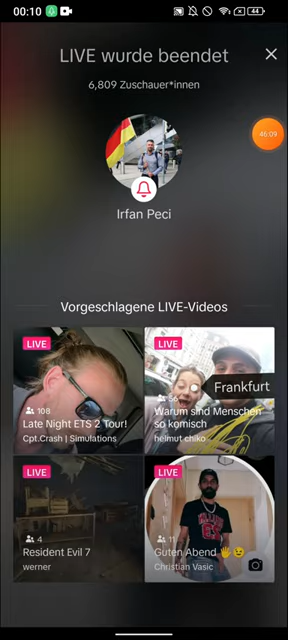 00:10
44
LIVE wurde beendet
6,809 Zuschauer*innen
46:09
Irfan Peci
Vorgeschlagene LIVE-Videos
LIVE
108
Late Night ETS 2 Tour!
Cpt.Crash | Simulations
LIVE
Frankfurt
Warum sind Menschen
so komisch
helmut chiko
LIVE
4
Resident Evil 7
werner
LIVE
11
Guten Abend 🖐😉
Christian Vasic